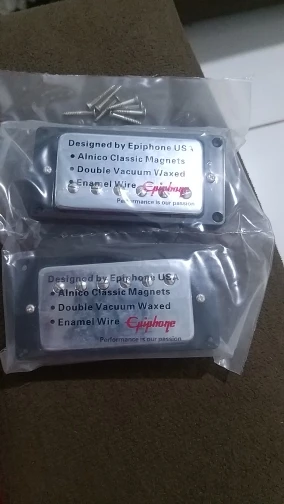 Designed by Epiphone USA
• Alnico Classic Magnets
• Double Vacuum Waxed
• Enamel Wire Epiphone
Performance is our passion
Designed by Epiphone USA
• Alnico Classic Magnets
• Double Vacuum Waxed
• Enamel Wire Epiphone
Performance is our passion